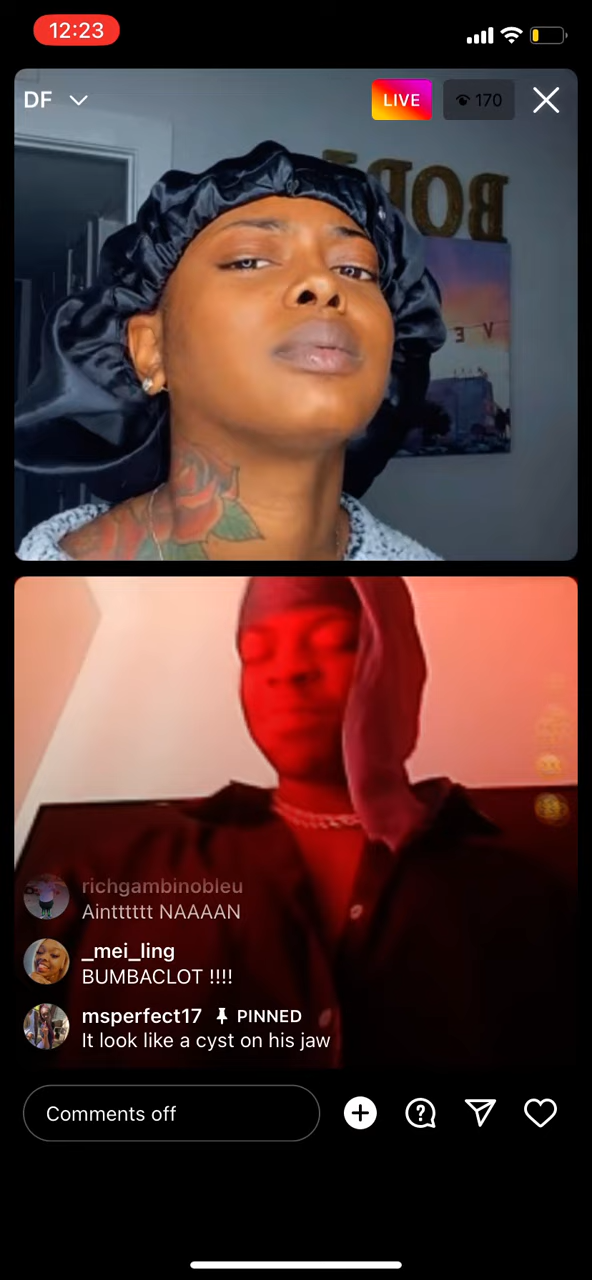 12:23
DF
LIVE
170
BOP
V E
richgambinobleu
Aintttttt NAAAAN
_mei_ling
BUMBACLOT !!!!
msperfect17 PINNED
It look like a cyst on his jaw
Comments off